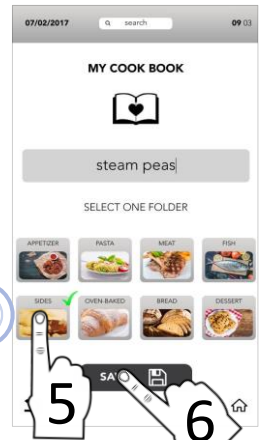 07/02/2017 search 09 03
MY COOK BOOK
steam peas
SELECT ONE FOLDER
APPETIZER PASTA MEAT FISH
SIDES OVEN-BAKED BREAD DESSERT
SA
5 6